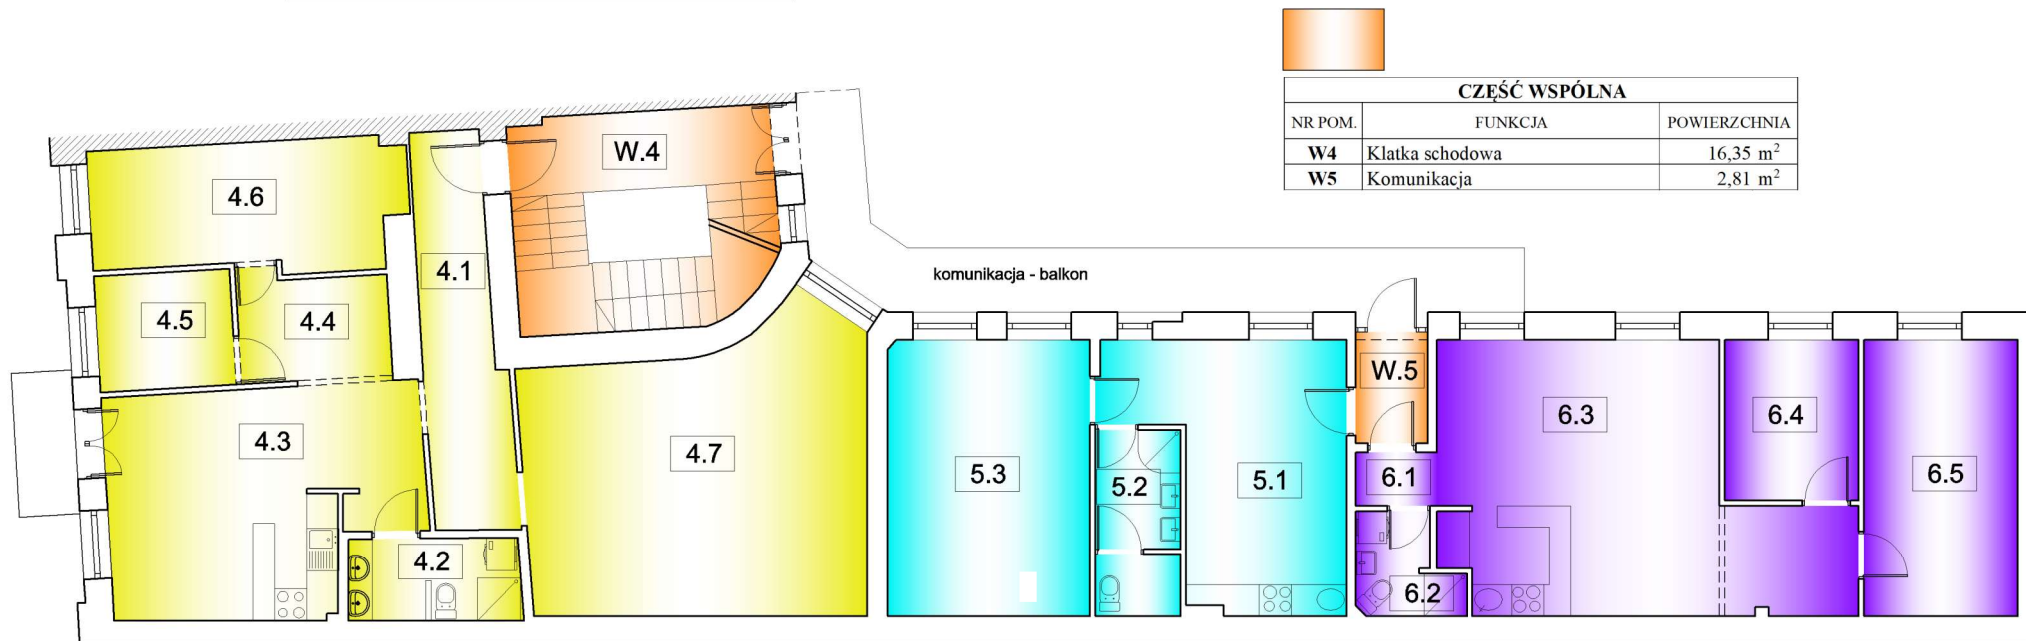 CZĘŚĆ WSPÓLNA
NR POM. FUNKCJA POWIERZCHNIA
W4 Klatka schodowa 16,35 m²
W5 Komunikacja 2,81 m²
W.4
4.6
4.1
komunikacja - balkon
4.5
4.4
W.5
4.3
6.3
6.4
4.7
5.3
5.2
5.1
6.1
6.5
4.2
6.2